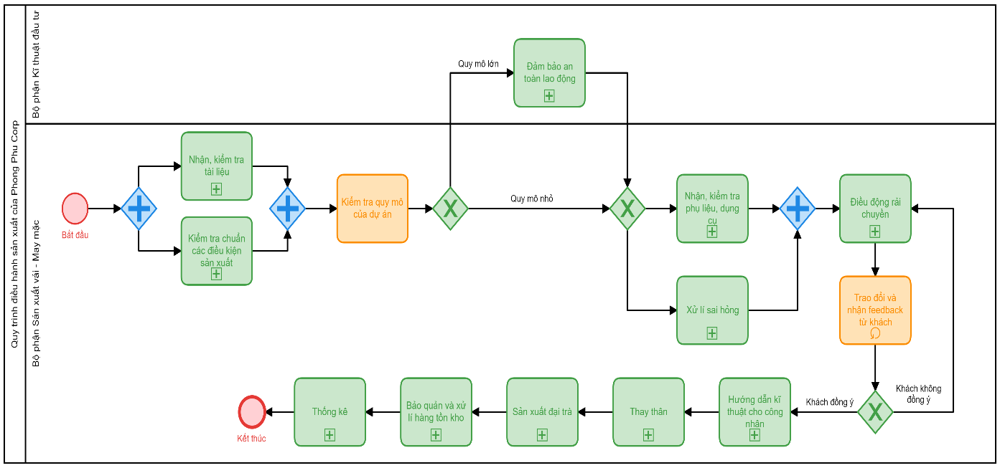 Quy trình điều hành sản xuất của Phong Phu Corp
Bộ phận Kĩ thuật đầu tư
Quy mô lớn
Đảm bảo an
toàn lao động
Bộ phận Sản xuất vải - May mặc
Bắt đầu
Nhận, kiểm tra
tài liệu
Kiểm tra chuẩn
các điều kiện
sản xuất
Kiểm tra quy mô
của dự án
Quy mô nhỏ
Nhận, kiểm tra
phụ liệu, dụng
cụ
Xử lí sai hỏng
Điều động rải
chuyền
Trao đổi và
nhận feedback
từ khách
Khách không
đồng ý
Khách đồng ý
Hướng dẫn kĩ
thuật cho công
nhân
Thay thân
Sản xuất đại trà
Bảo quản và xử
lí hàng tồn kho
Thống kê
Kết thúc